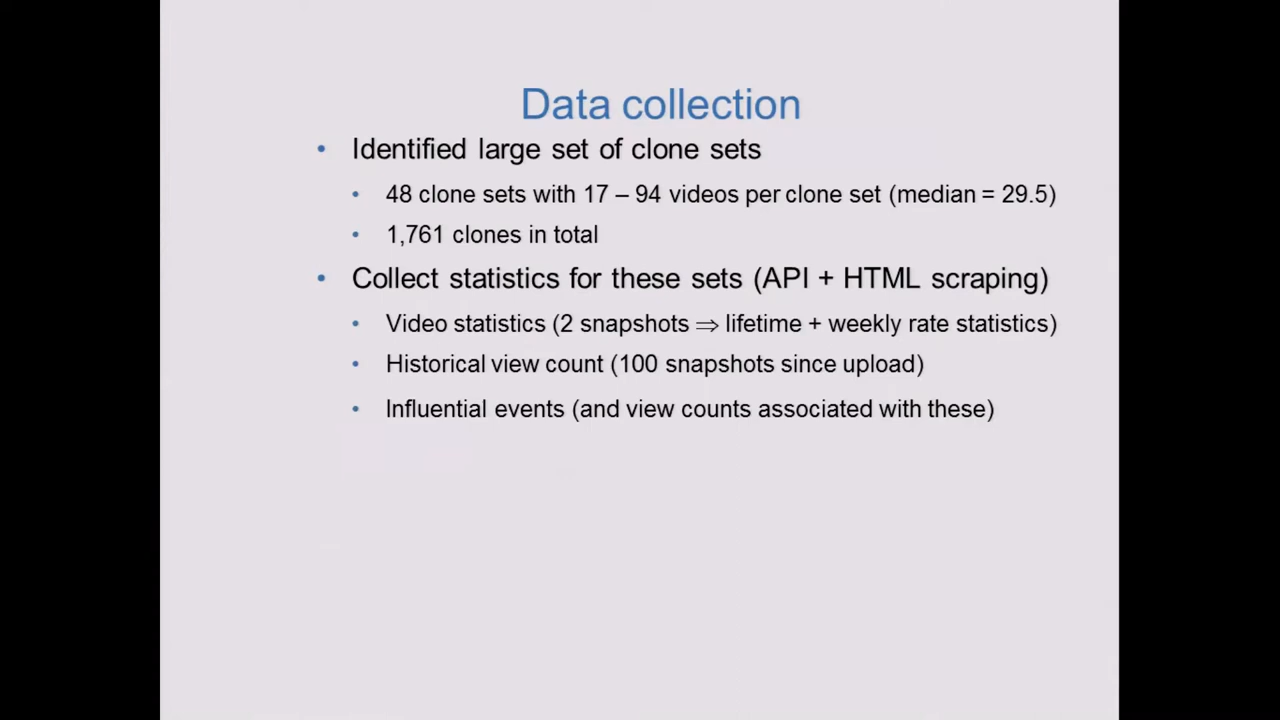 Data collection
• Identified large set of clone sets
• 48 clone sets with 17 – 94 videos per clone set (median = 29.5)
• 1,761 clones in total
• Collect statistics for these sets (API + HTML scraping)
• Video statistics (2 snapshots ⇒ lifetime + weekly rate statistics)
• Historical view count (100 snapshots since upload)
• Influential events (and view counts associated with these)